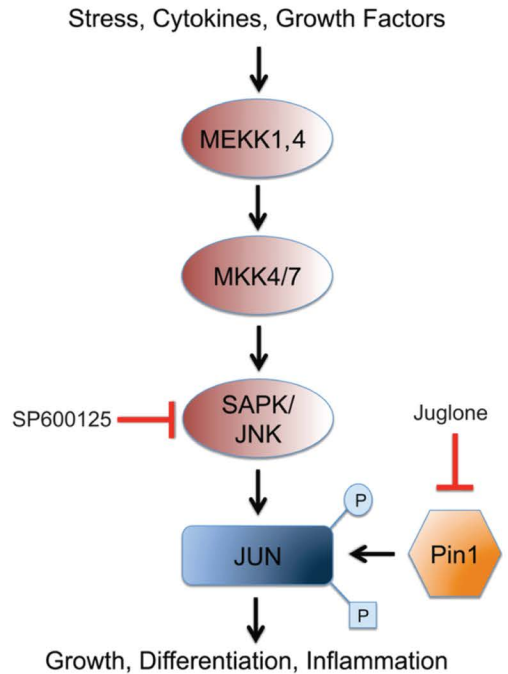 Stress, Cytokines, Growth Factors
MEKK1,4
MKK4/7
SAPK/
JNK
SP600125
Juglone
P
JUN
Pin1
P
Growth, Differentiation, Inflammation